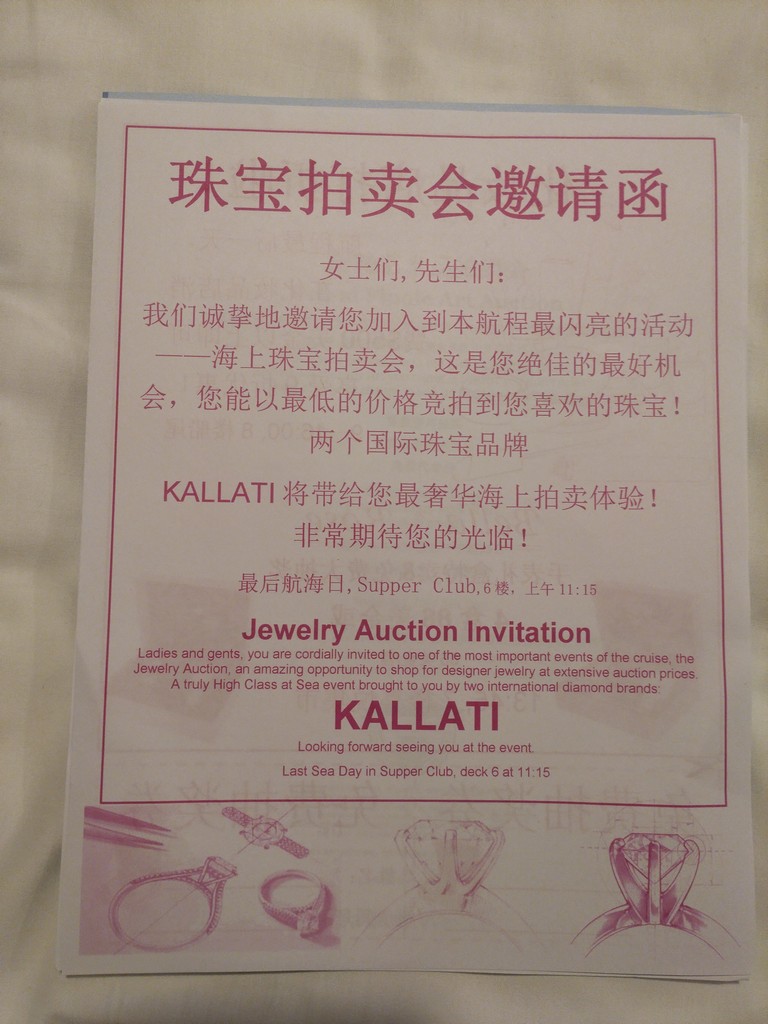 珠宝拍卖会邀请函
女士们,先生们：
我们诚挚地邀请您加入到本航程最闪亮的活动
——海上珠宝拍卖会，这是您绝佳的最好机
会，您能以最低的价格竞拍到您喜欢的珠宝！
两个国际珠宝品牌
KALLATI 将带给您最奢华海上拍卖体验！
非常期待您的光临！
最后航海日,Supper Club,6 楼，上午 11:15
Jewelry Auction Invitation
Ladies and gents, you are cordially invited to one of the most important events of the cruise, the
Jewelry Auction, an amazing opportunity to shop for designer jewelry at extensive auction prices.
A truly High Class at Sea event brought to you by two international diamond brands:
KALLATI
Looking forward seeing you at the event.
Last Sea Day in Supper Club, deck 6 at 11:15